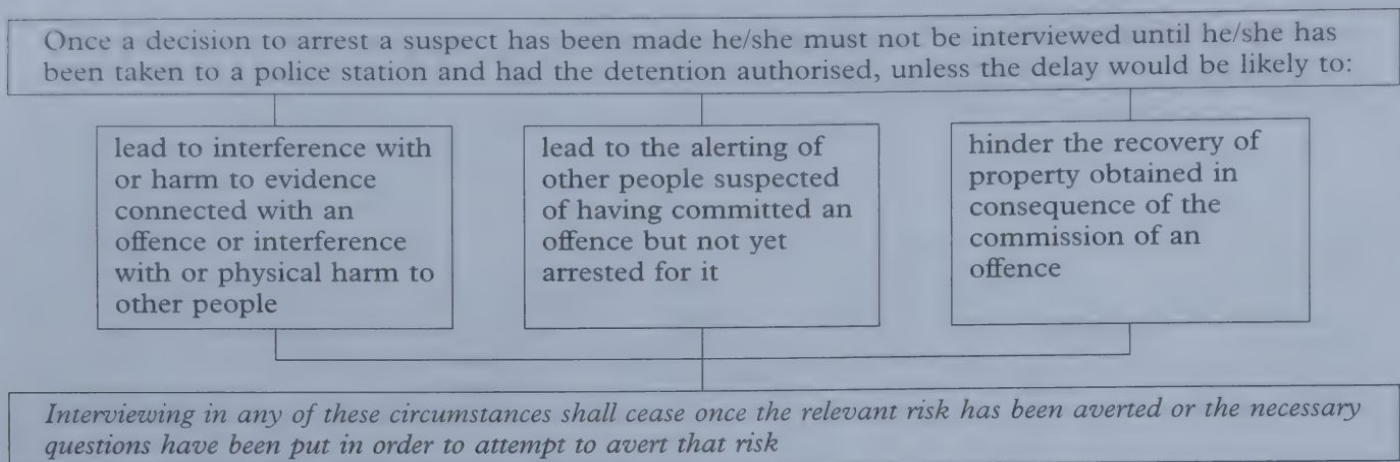 Once a decision to arrest a suspect has been made he/she must not be interviewed until he/she has
been taken to a police station and had the detention authorised, unless the delay would be likely to:
lead to interference with
or harm to evidence
connected with an
offence or interference
with or physical harm to
other people
lead to the alerting of
other people suspected
of having committed an
offence but not yet
arrested for it
hinder the recovery of
property obtained in
consequence of the
commission of an
offence
Interviewing in any of these circumstances shall cease once the relevant risk has been averted or the necessary
questions have been put in order to attempt to avert that risk